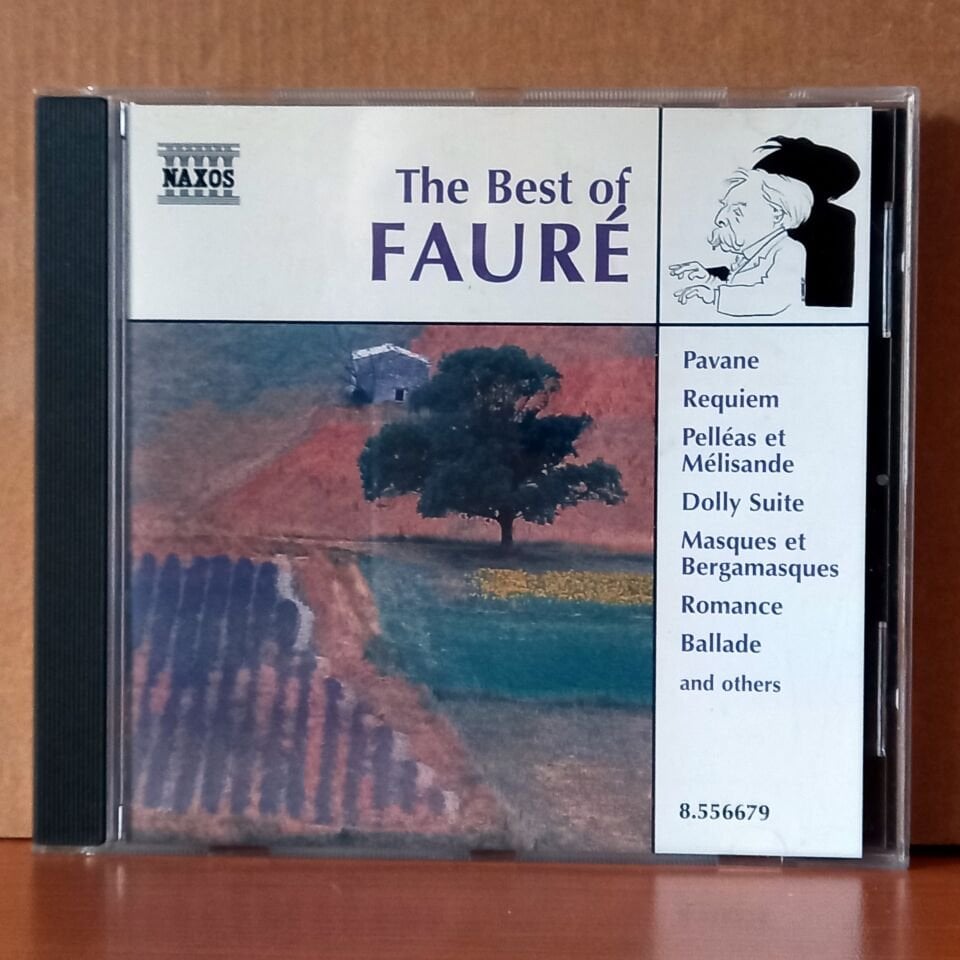 NAXOS
The Best of
FAURÉ
Pavane
Requiem
Pelléas et
Mélisande
Dolly Suite
Masques et
Bergamasques
Romance
Ballade
and others
8.556679